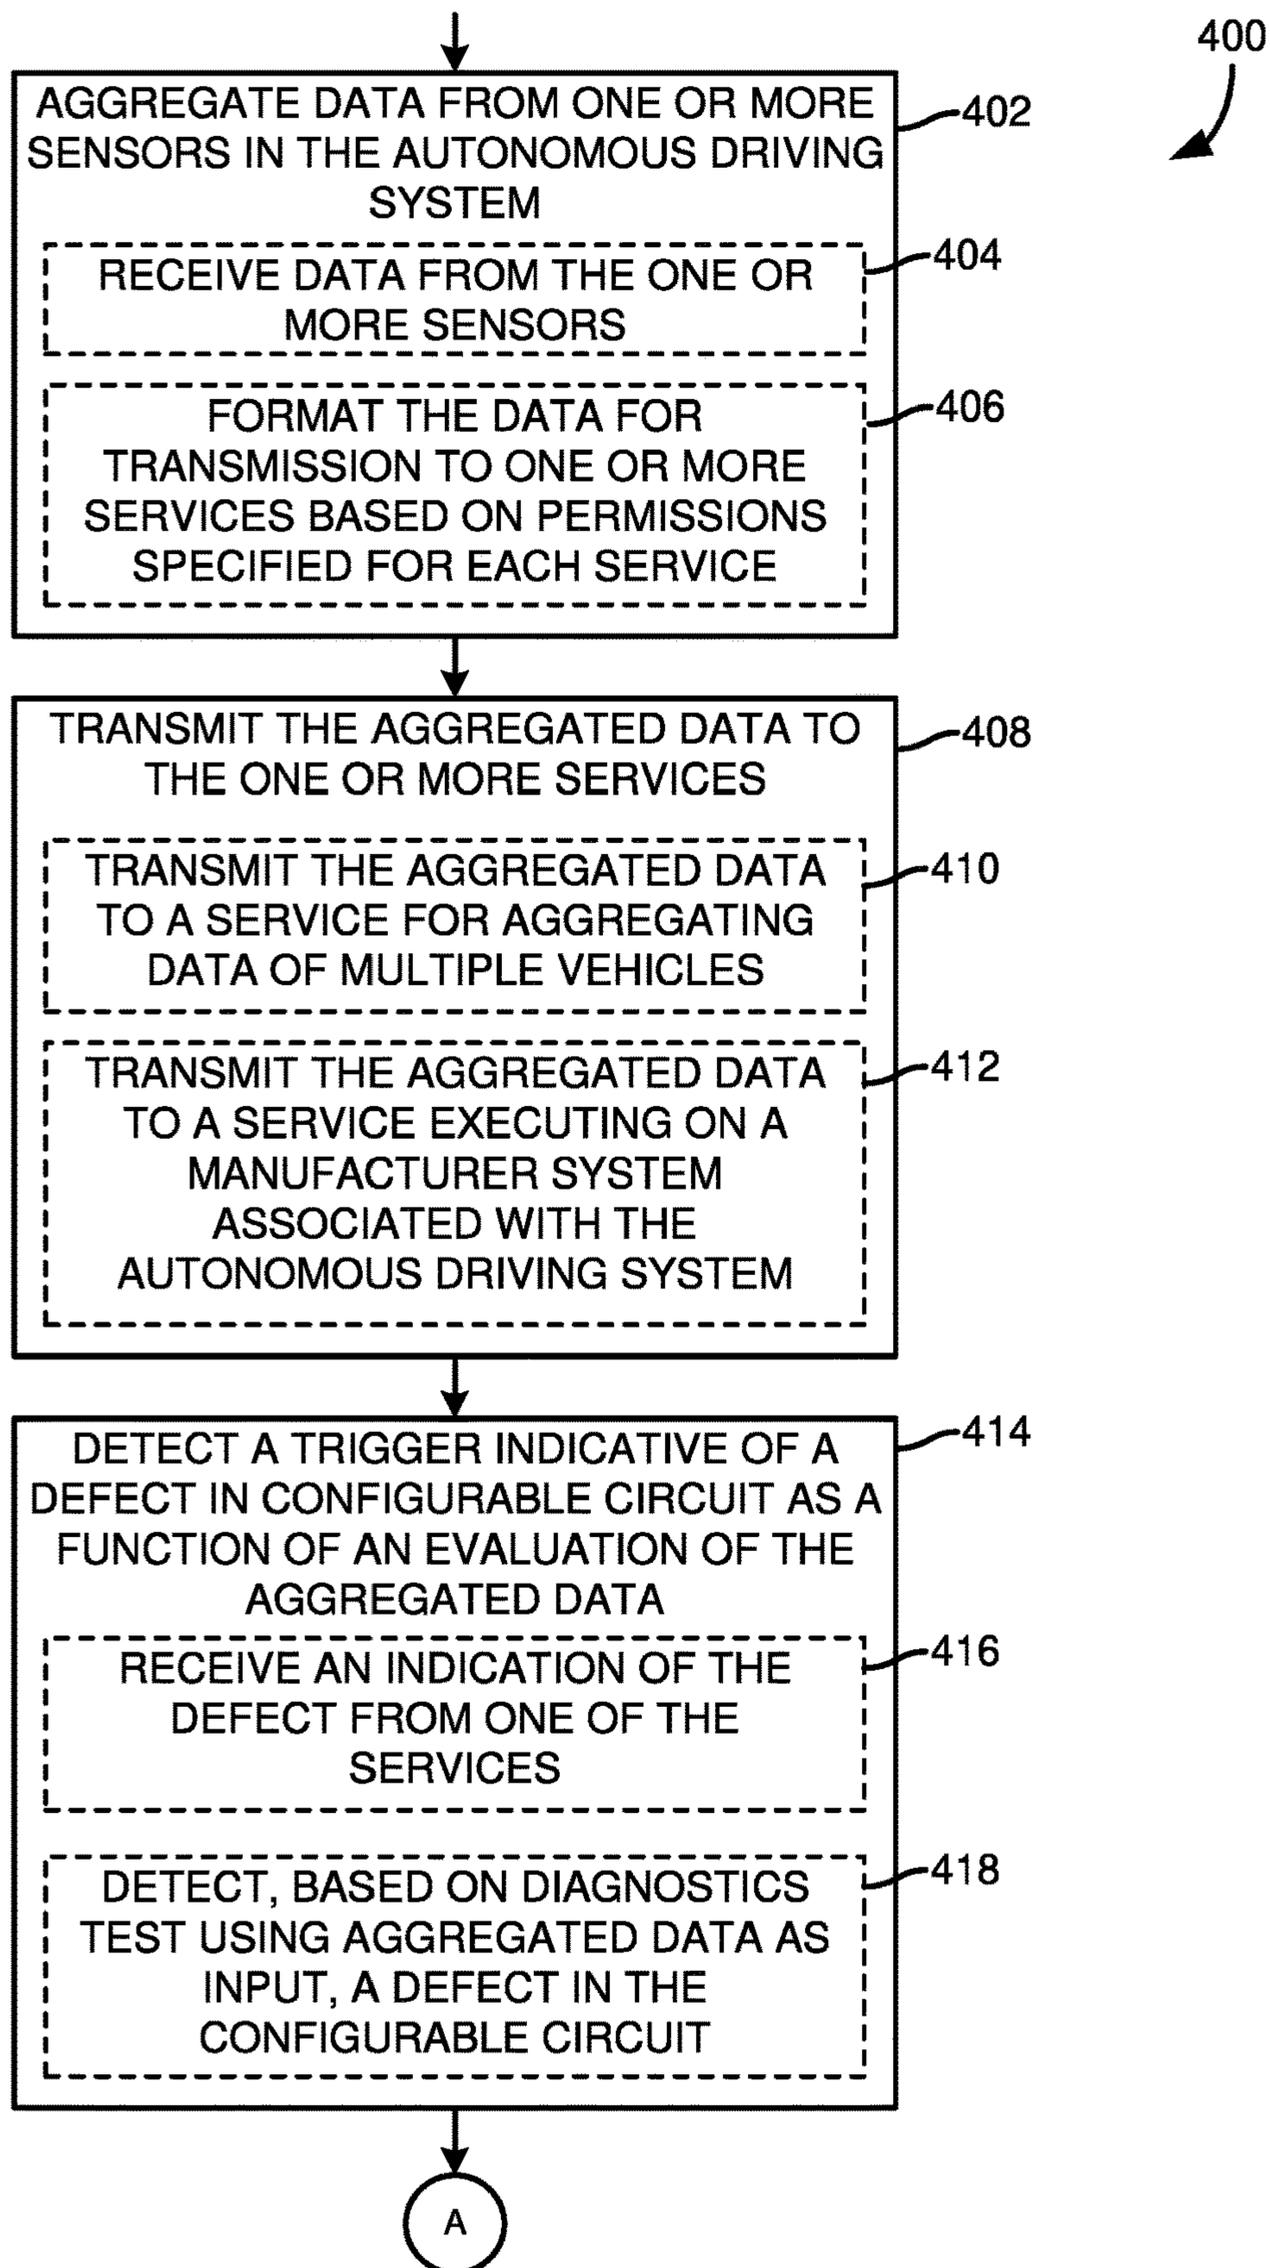 400
AGGREGATE DATA FROM ONE OR MORE
SENSORS IN THE AUTONOMOUS DRIVING
SYSTEM
402
RECEIVE DATA FROM THE ONE OR
MORE SENSORS
404
FORMAT THE DATA FOR
TRANSMISSION TO ONE OR MORE
SERVICES BASED ON PERMISSIONS
SPECIFIED FOR EACH SERVICE
406
TRANSMIT THE AGGREGATED DATA TO
THE ONE OR MORE SERVICES
408
TRANSMIT THE AGGREGATED DATA
TO A SERVICE FOR AGGREGATING
DATA OF MULTIPLE VEHICLES
410
TRANSMIT THE AGGREGATED DATA
TO A SERVICE EXECUTING ON A
MANUFACTURER SYSTEM
ASSOCIATED WITH THE
AUTONOMOUS DRIVING SYSTEM
412
DETECT A TRIGGER INDICATIVE OF A
DEFECT IN CONFIGURABLE CIRCUIT AS A
FUNCTION OF AN EVALUATION OF THE
AGGREGATED DATA
414
RECEIVE AN INDICATION OF THE
DEFECT FROM ONE OF THE
SERVICES
416
DETECT, BASED ON DIAGNOSTICS
TEST USING AGGREGATED DATA AS
INPUT, A DEFECT IN THE
CONFIGURABLE CIRCUIT
418
A